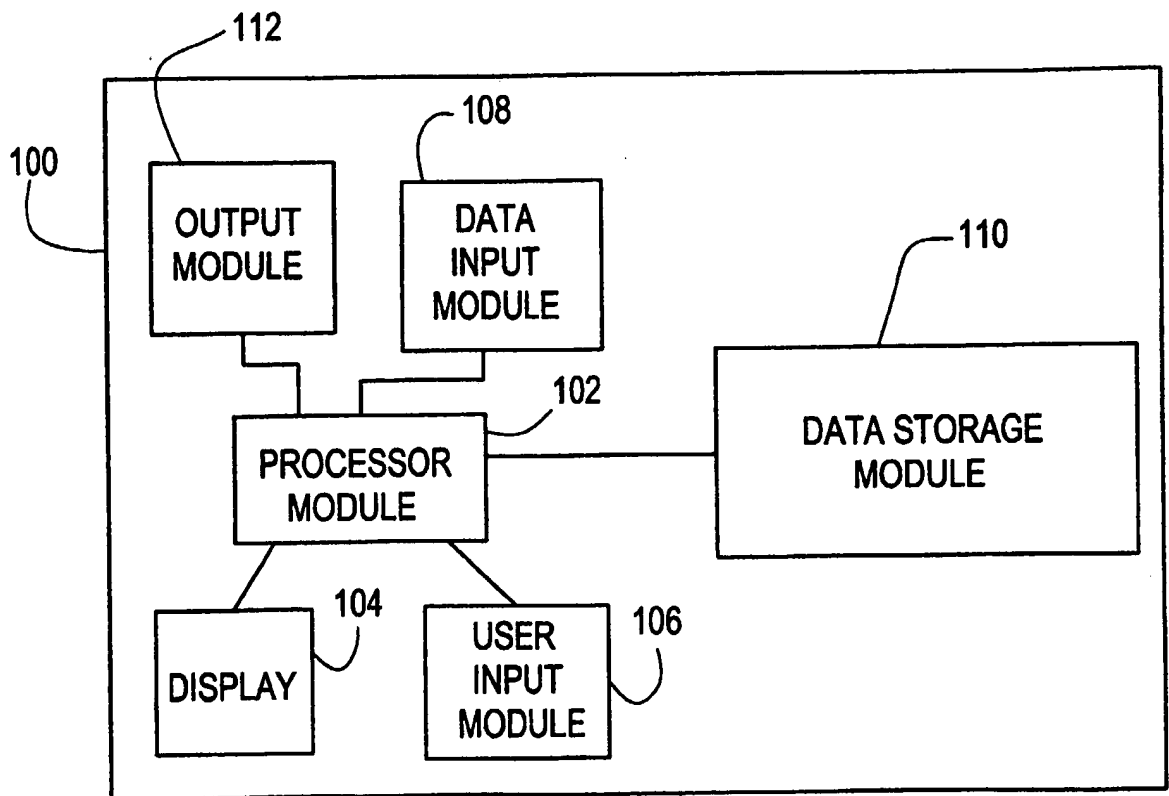 112
108
100
OUTPUT
MODULE
DATA
INPUT
MODULE
110
102
PROCESSOR
MODULE
DATA STORAGE
MODULE
104
DISPLAY
USER
INPUT
MODULE
106